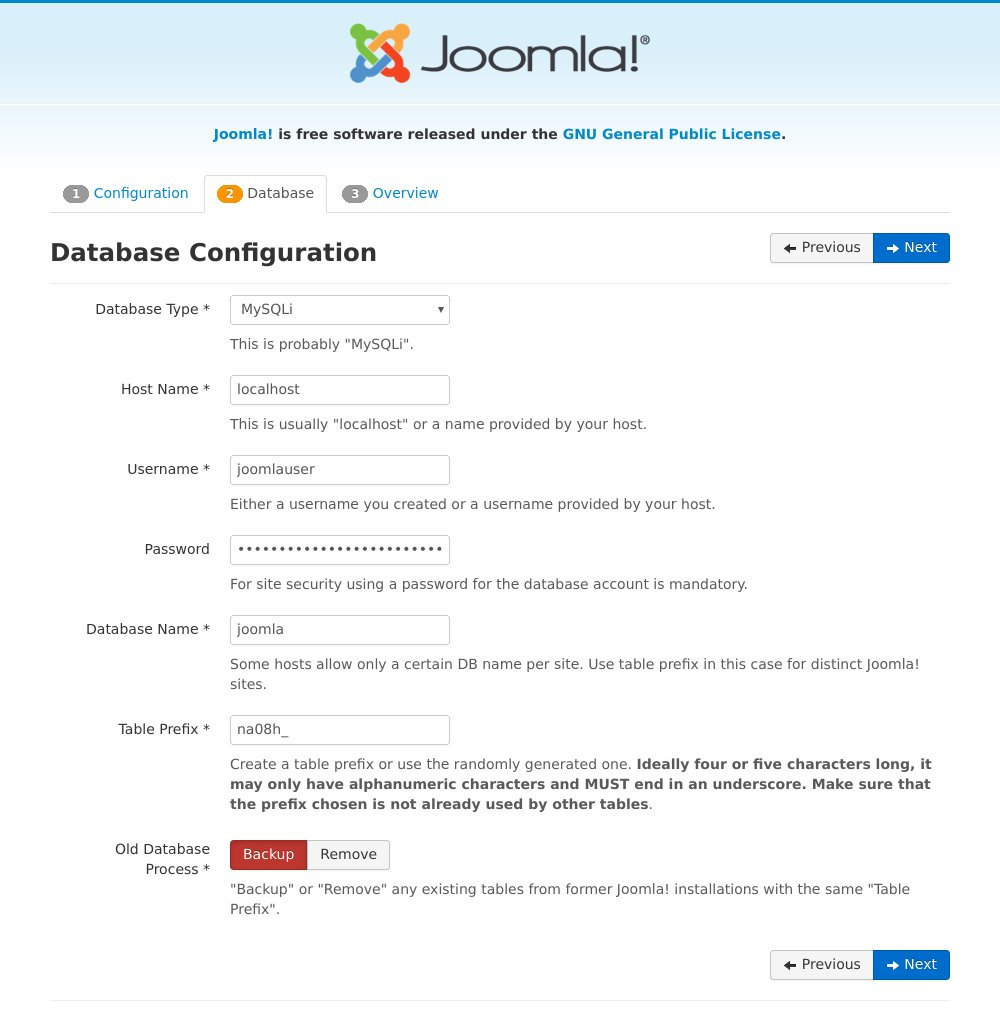 Joomla!®
Joomla! is free software released under the GNU General Public License.
1 Configuration
2 Database
3 Overview
Database Configuration
Previous
Next
Database Type *
MySQLi
This is probably "MySQLi".
Host Name *
localhost
This is usually "localhost" or a name provided by your host.
Username *
joomlauser
Either a username you created or a username provided by your host.
Password
•••••••••••••••••••••••••
For site security using a password for the database account is mandatory.
Database Name *
joomla
Some hosts allow only a certain DB name per site. Use table prefix in this case for distinct Joomla!
sites.
Table Prefix *
na08h_
Create a table prefix or use the randomly generated one. Ideally four or five characters long, it
may only have alphanumeric characters and MUST end in an underscore. Make sure that
the prefix chosen is not already used by other tables.
Old Database
Process *
Backup
Remove
"Backup" or "Remove" any existing tables from former Joomla! installations with the same "Table
Prefix".
Previous
Next